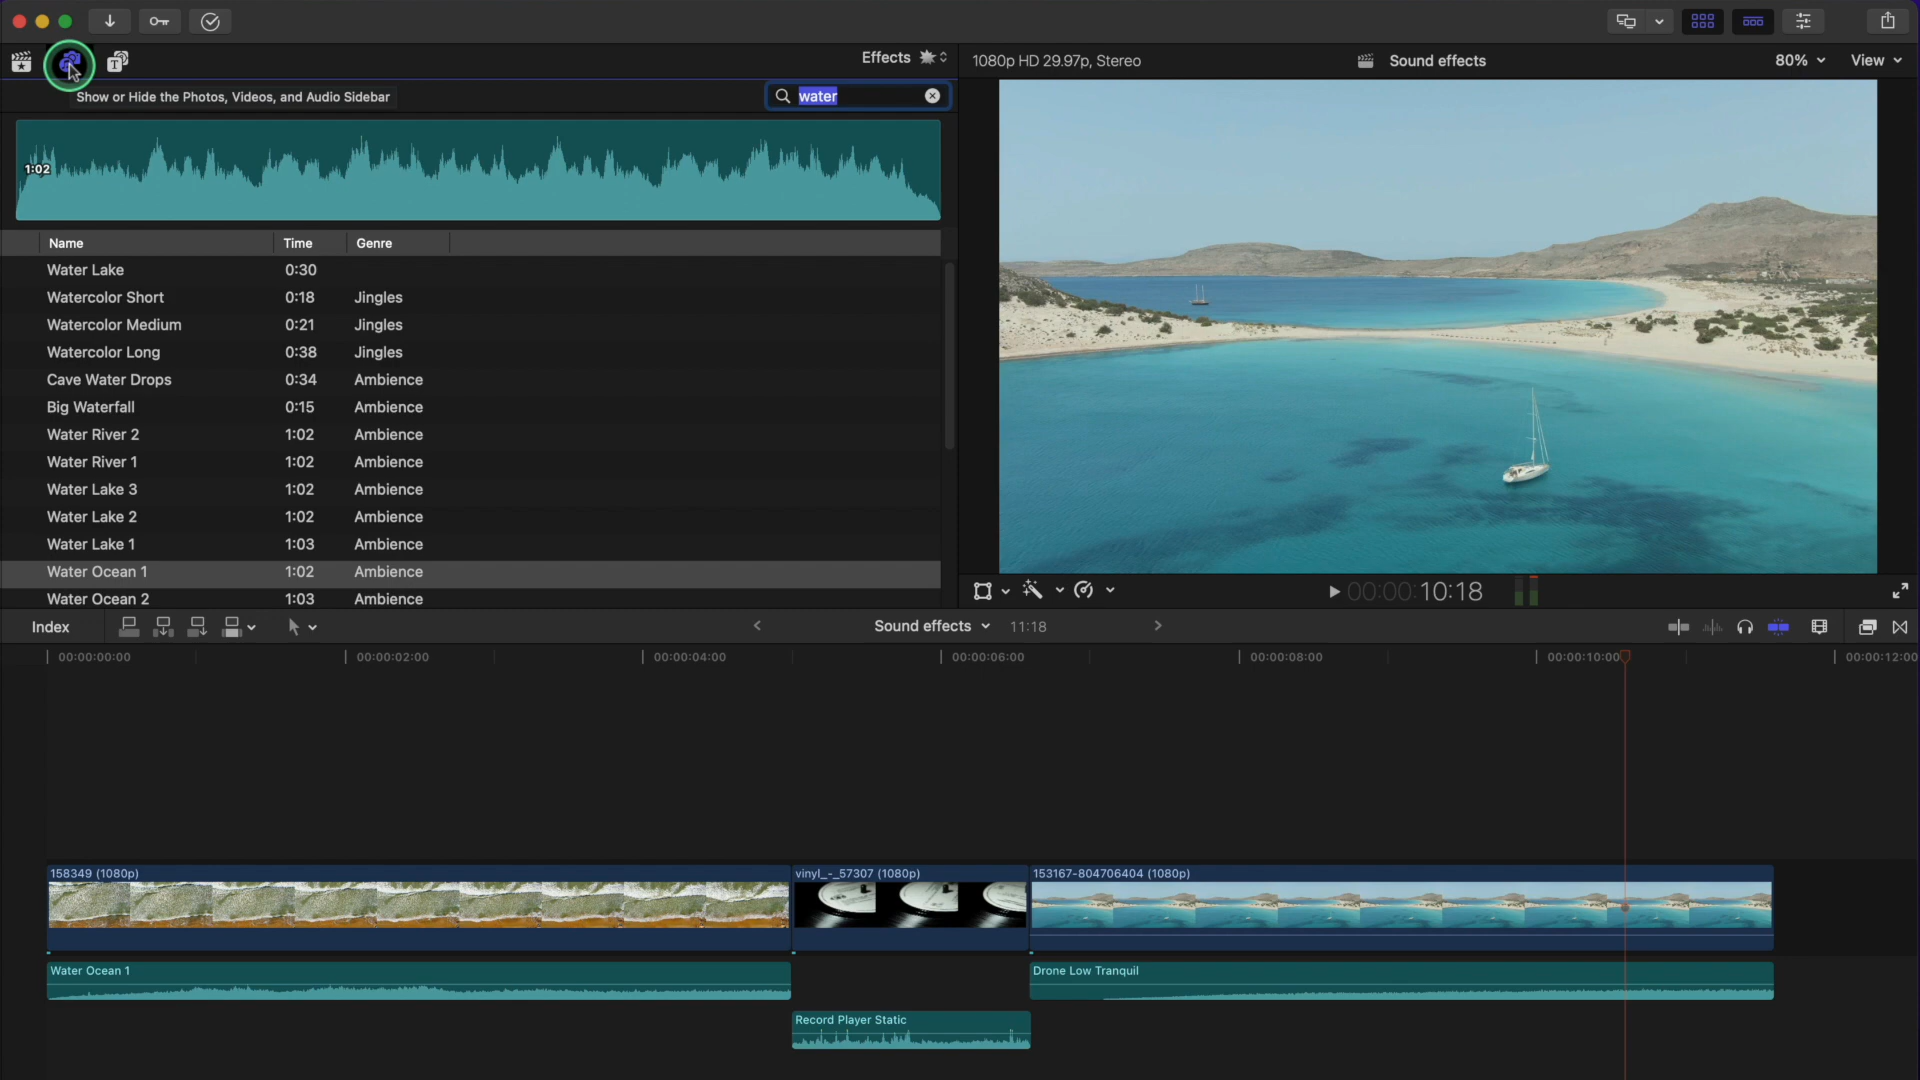 Effects
1080p HD 29.97p, Stereo
Sound effects
80%
View
Show or Hide the Photos, Videos, and Audio Sidebar
water
1:02
Name Time Genre
Water Lake 0:30
Watercolor Short 0:18 Jingles
Watercolor Medium 0:21 Jingles
Watercolor Long 0:38 Jingles
Cave Water Drops 0:34 Ambience
Big Waterfall 0:15 Ambience
Water River 2 1:02 Ambience
Water River 1 1:02 Ambience
Water Lake 3 1:02 Ambience
Water Lake 2 1:02 Ambience
Water Lake 1 1:03 Ambience
Water Ocean 1 1:02 Ambience
Water Ocean 2 1:03 Ambience
00:00:10:18
Index
Sound effects 11:18
00:00:00:00 00:00:02:00 00:00:04:00 00:00:06:00 00:00:08:00 00:00:10:00 00:00:12:00
158349 (1080p)
vinyl_-_57307 (1080p)
153167-804706404 (1080p)
Water Ocean 1
Drone Low Tranquil
Record Player Static